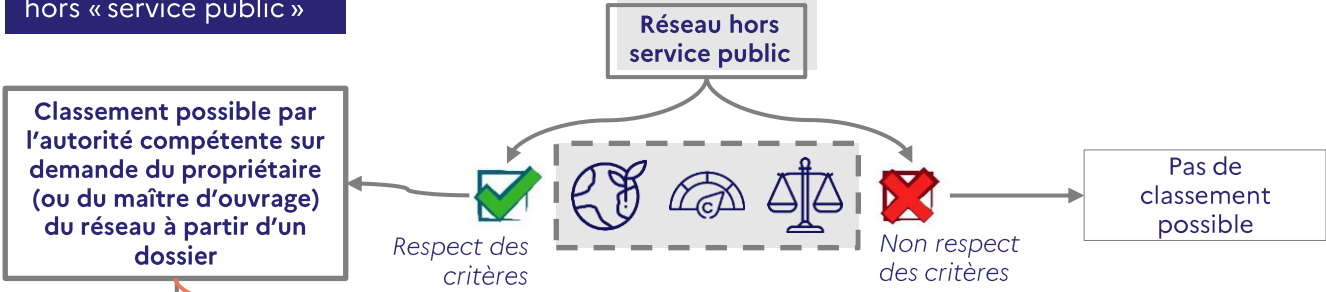 hors « service public »
Réseau hors
service public
Classement possible par
l’autorité compétente sur
demande du propriétaire
(ou du maître d’ouvrage)
du réseau à partir d’un
dossier
Respect des
critères
C
Non respect
des critères
Pas de
classement
possible